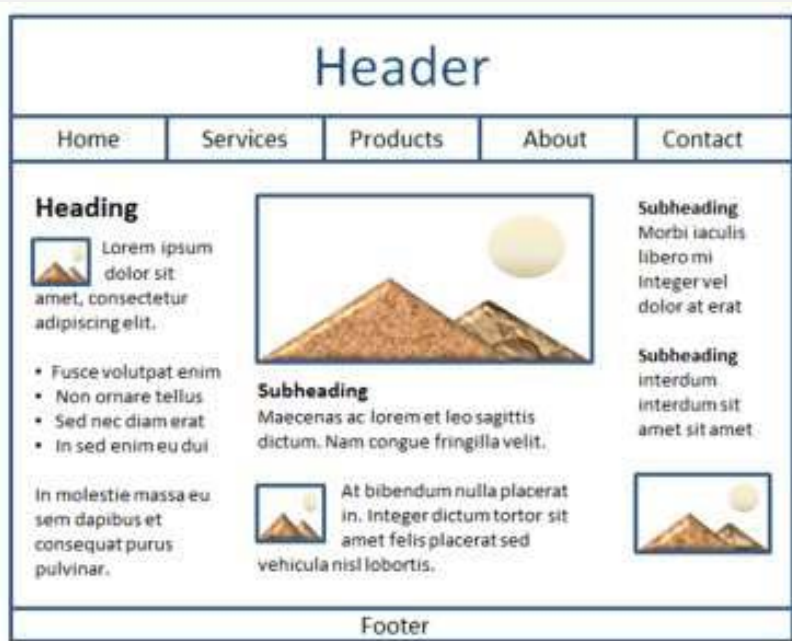 Header
Home Services Products About Contact
Heading
Lorem ipsum
dolor sit
amet, consectetur
adipiscing elit.
• Fusce volutpat enim
• Non ornare tellus
• Sed nec diam erat
• In sed enim eu dui
In molestie massa eu
sem dapibus et
consequat purus
pulvinar.
Subheading
Maecenas ac lorem et leo sagittis
dictum. Nam congue fringilla velit.
At bibendum nulla placerat
in. Integer dictum tortor sit
amet felis placerat sed
vehicula nisl lobortis.
Subheading
Morbi iaculis
libero mi
Integer vel
dolor at erat
Subheading
interdum
interdum sit
amet sit amet
Footer